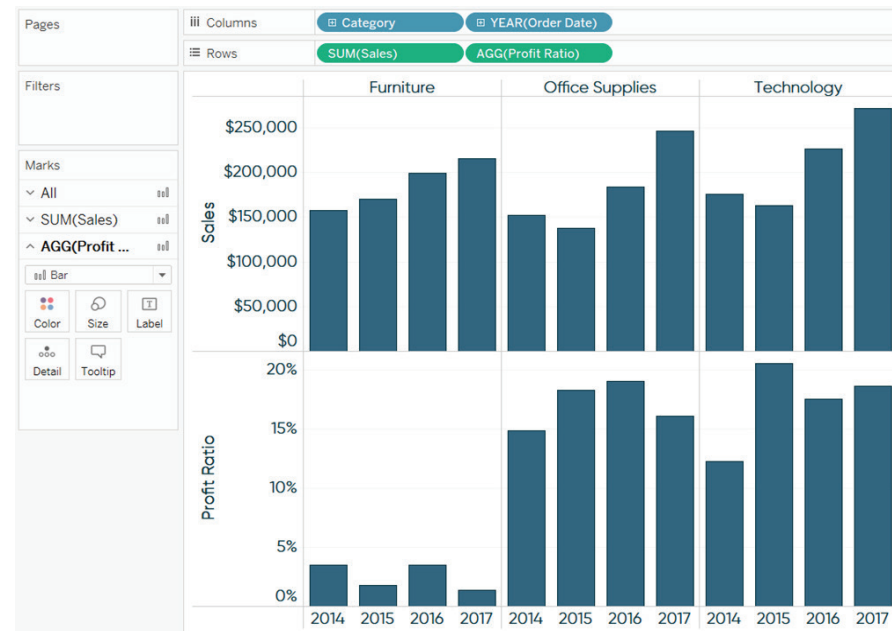 Pages
Columns
Category
YEAR(Order Date)
Rows
SUM(Sales)
AGG(Profit Ratio)
Filters
Marks
All
SUM(Sales)
AGG(Profit ...
Bar
Color
Size
T
Label
Detail
Tooltip
Furniture
Office Supplies
Technology
Sales
$250,000
$200,000
$150,000
$100,000
$50,000
$0
Profit Ratio
20%
15%
10%
5%
0%
2014 2015 2016 2017 2014 2015 2016 2017 2014 2015 2016 2017